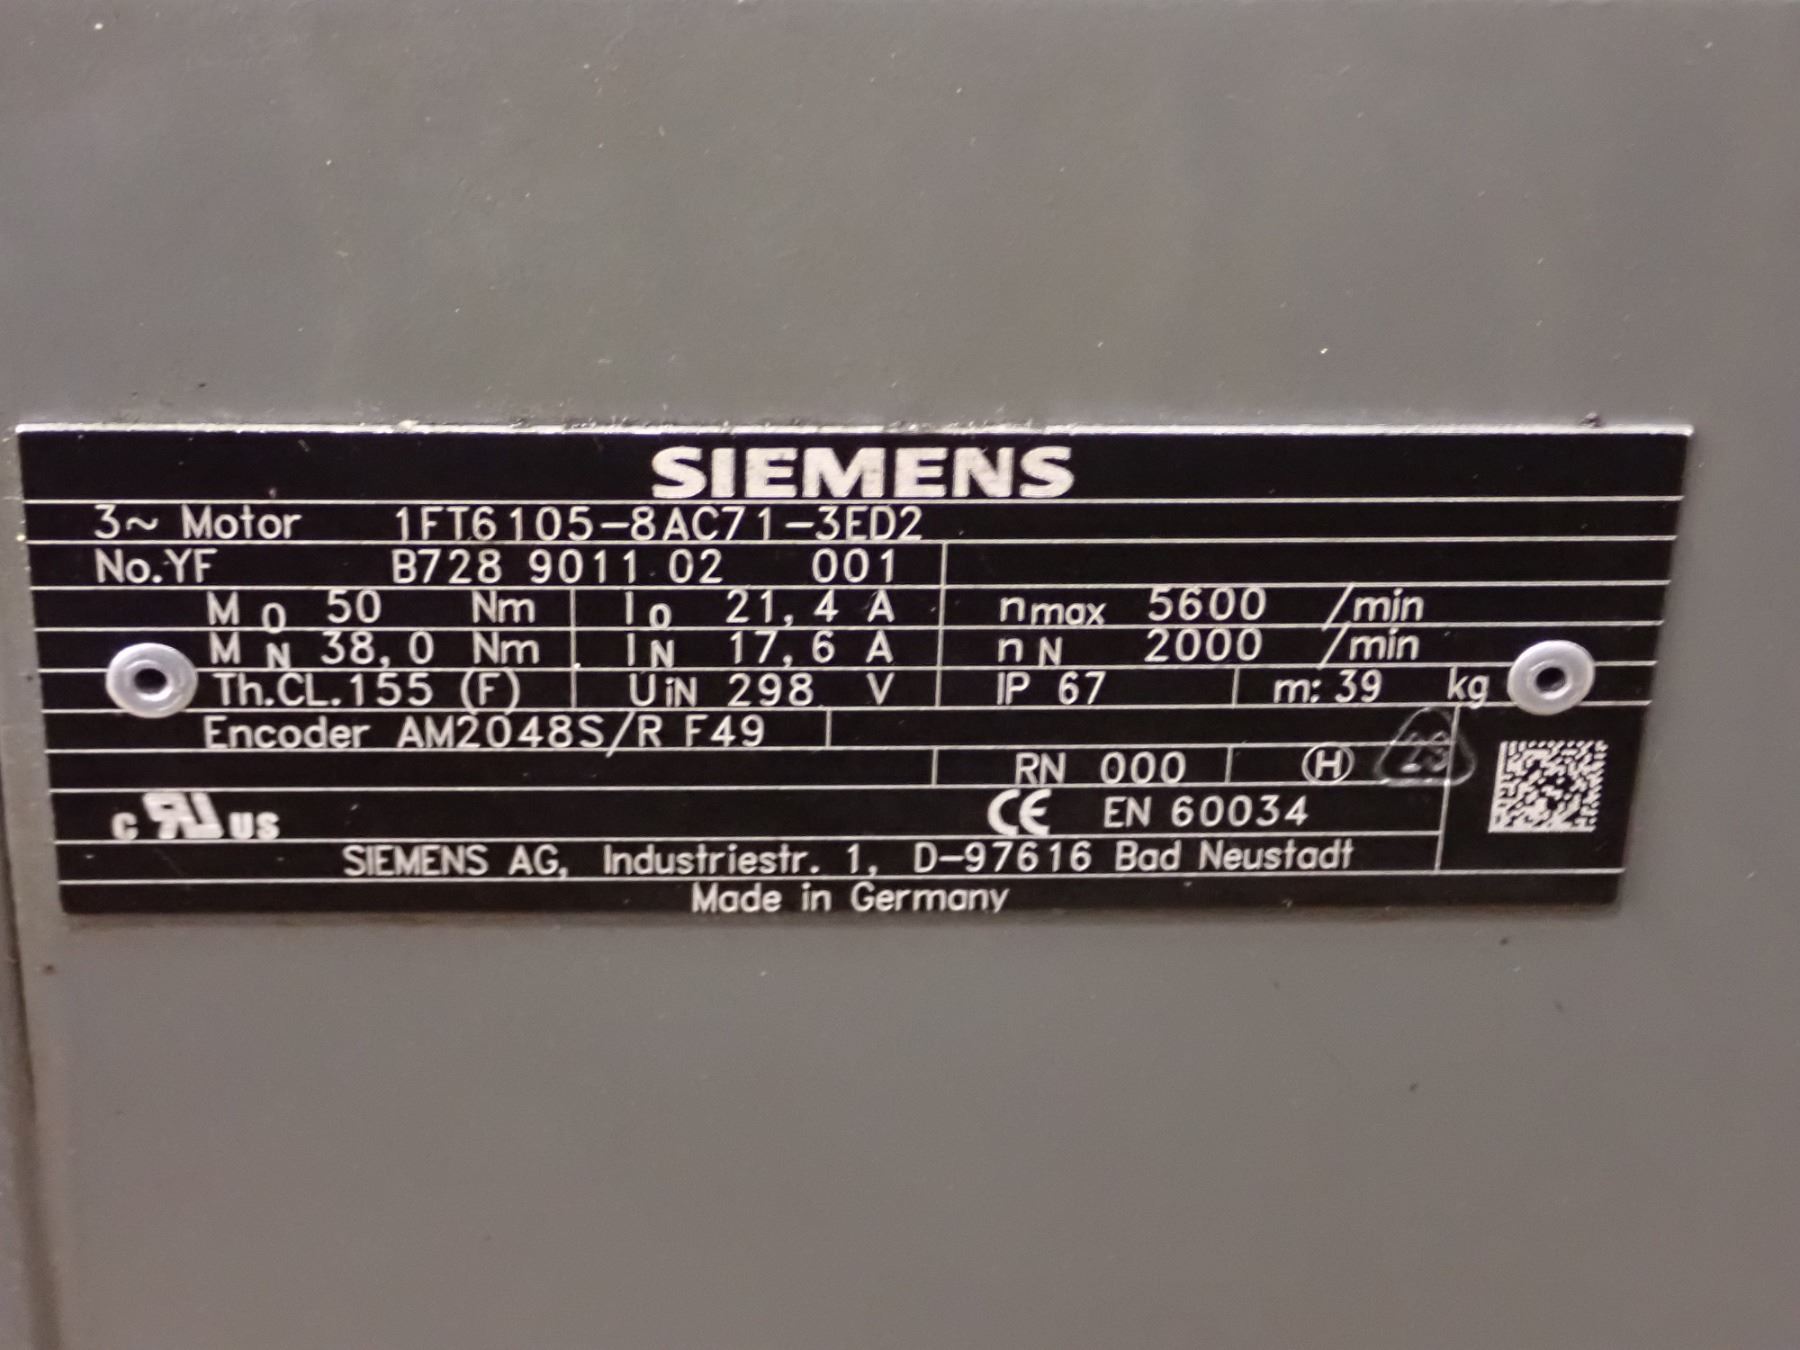 SIEMENS
3~ Motor 1FT6105-8AC71-3ED2
No.YF B728 9011 02 001
M0 50 Nm I0 21,4 A nmax 5600 /min
MN 38,0 Nm IN 17,6 A nN 2000 /min
Th.CL.155 (F) UiN 298 V IP 67 m: 39 kg
Encoder AM2048S/R F49
RN 000 H
c UR us CE EN 60034
SIEMENS AG, Industriestr. 1, D-97616 Bad Neustadt
Made in Germany